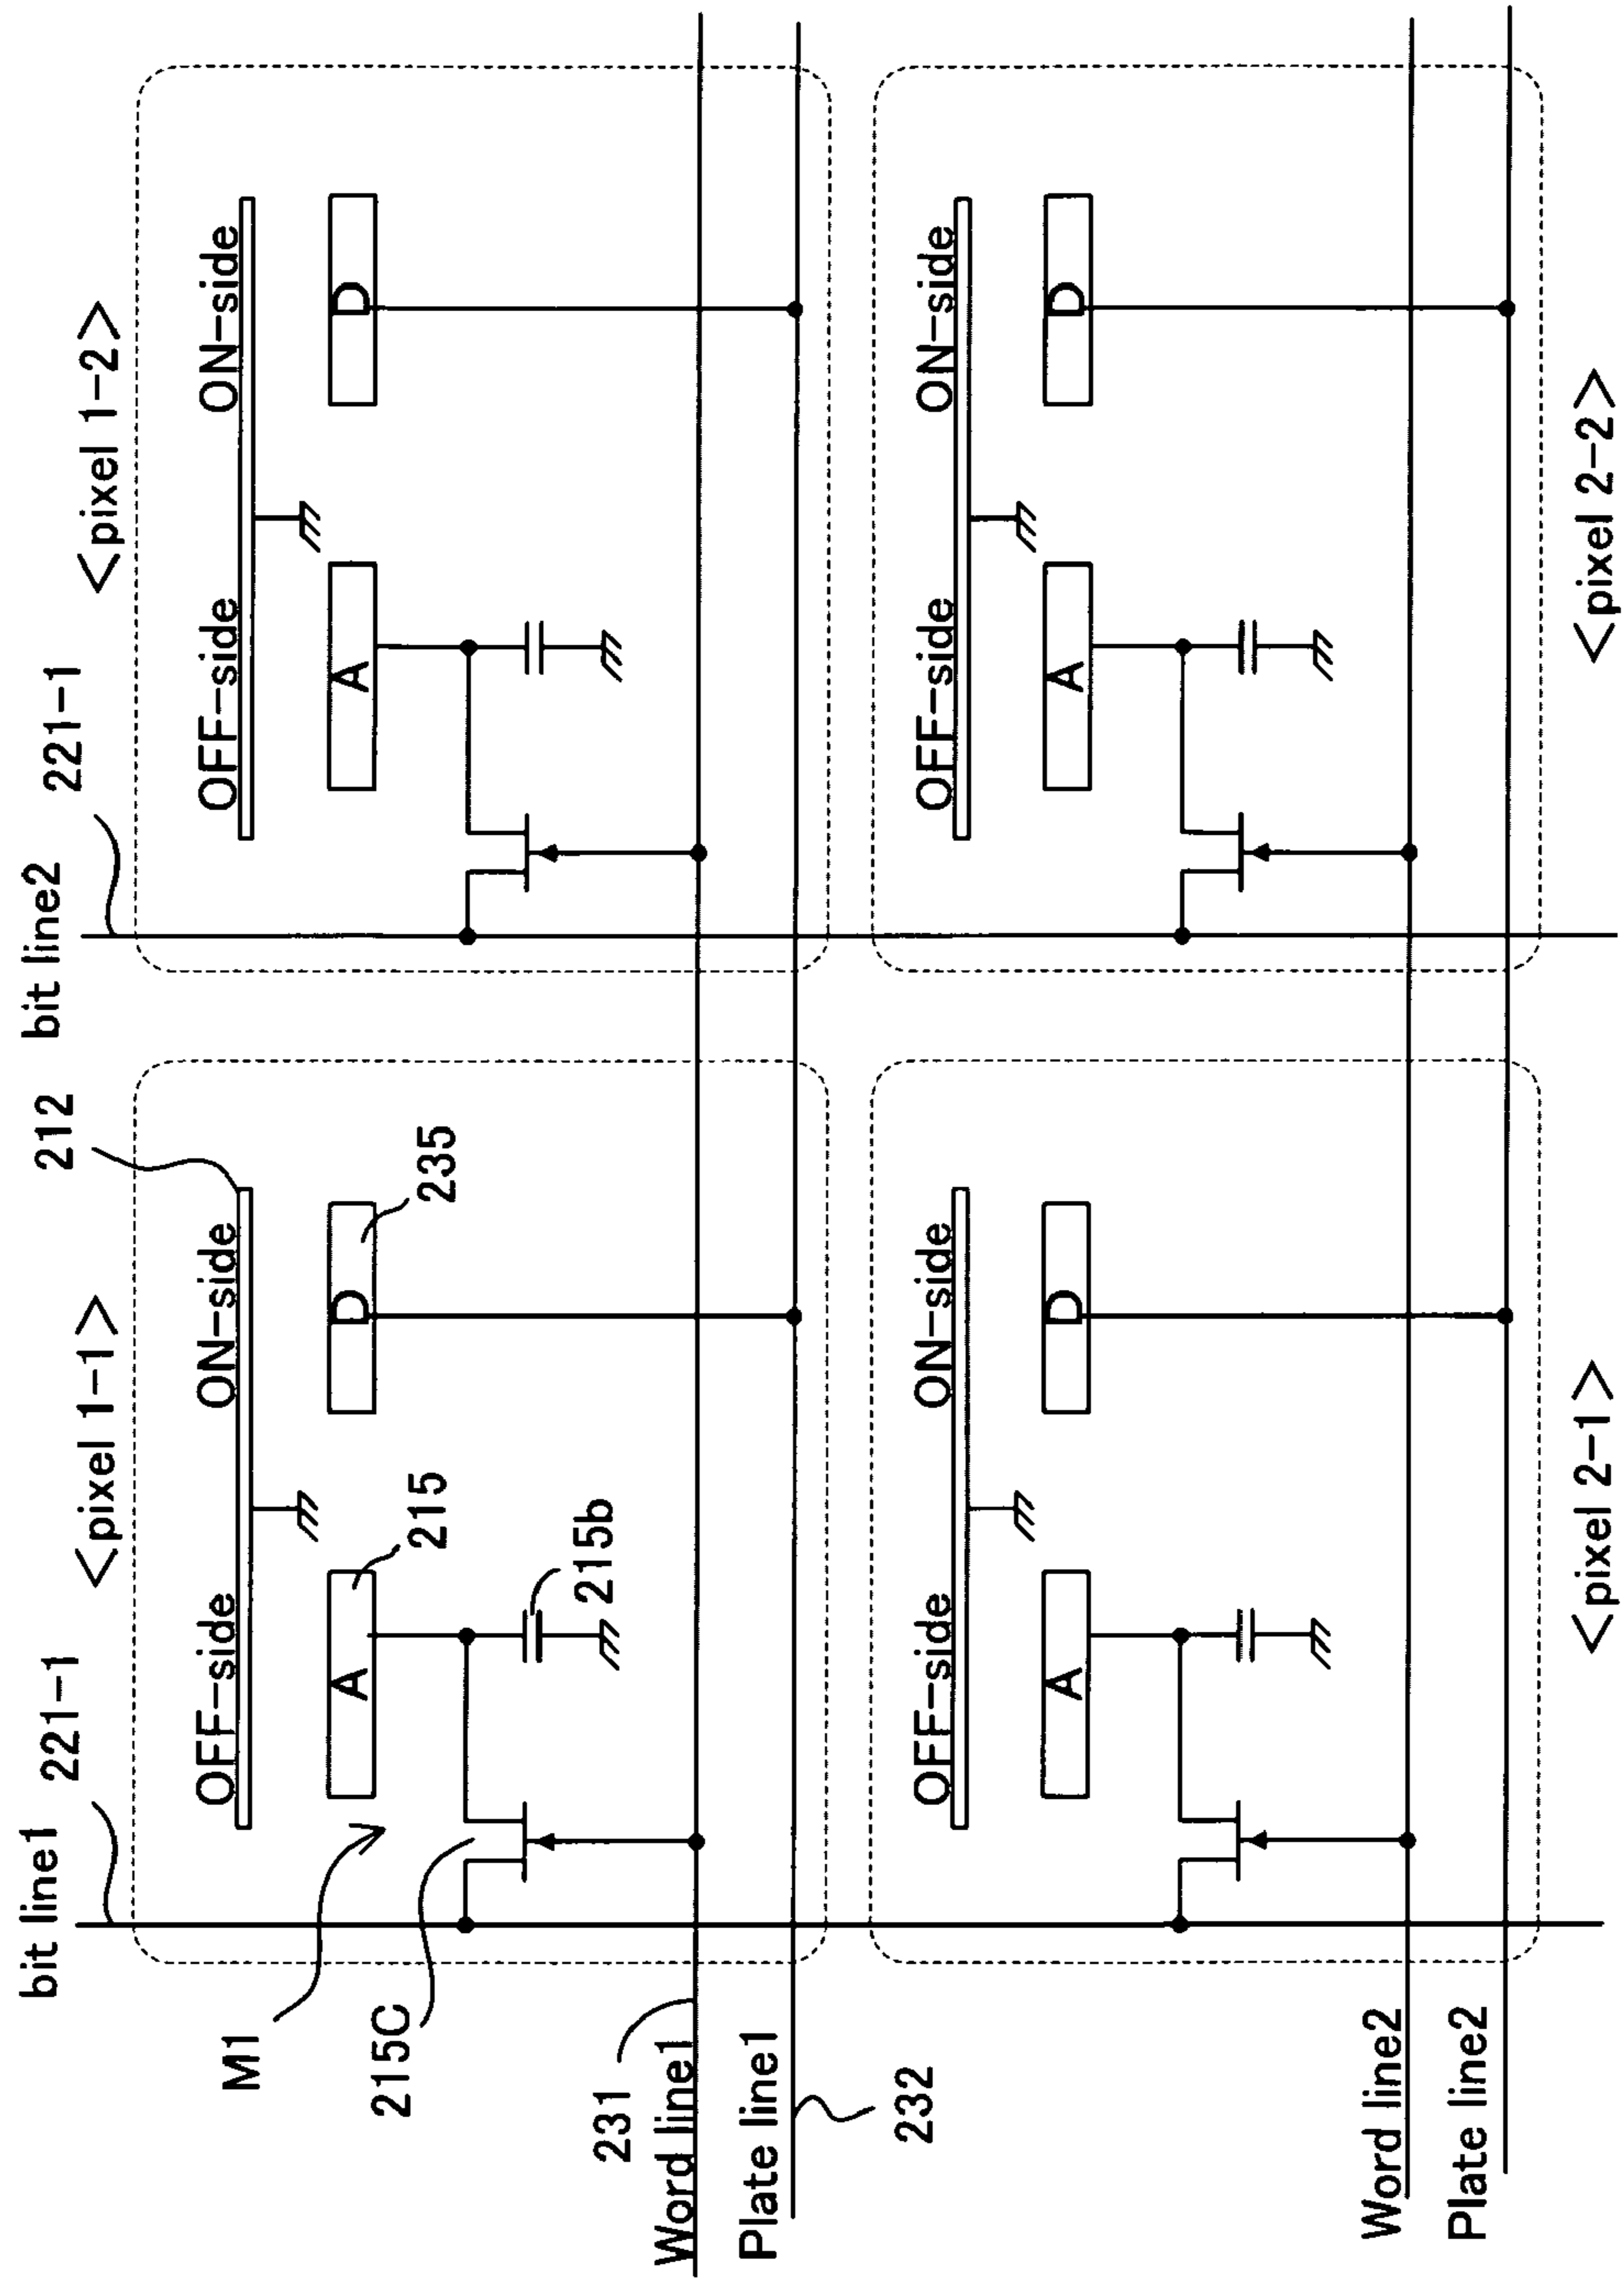 bit line1
221-1
<pixel 1-1>
212
bit line2
221-1
<pixel 1-2>
OFF-side
ON-side
OFF-side
ON-side
M1
A
215
D
235
A
D
215C
215b
231
Word line1
Plate line1
232
OFF-side
ON-side
OFF-side
ON-side
A
D
A
D
Word line2
Plate line2
<pixel 2-1>
<pixel 2-2>